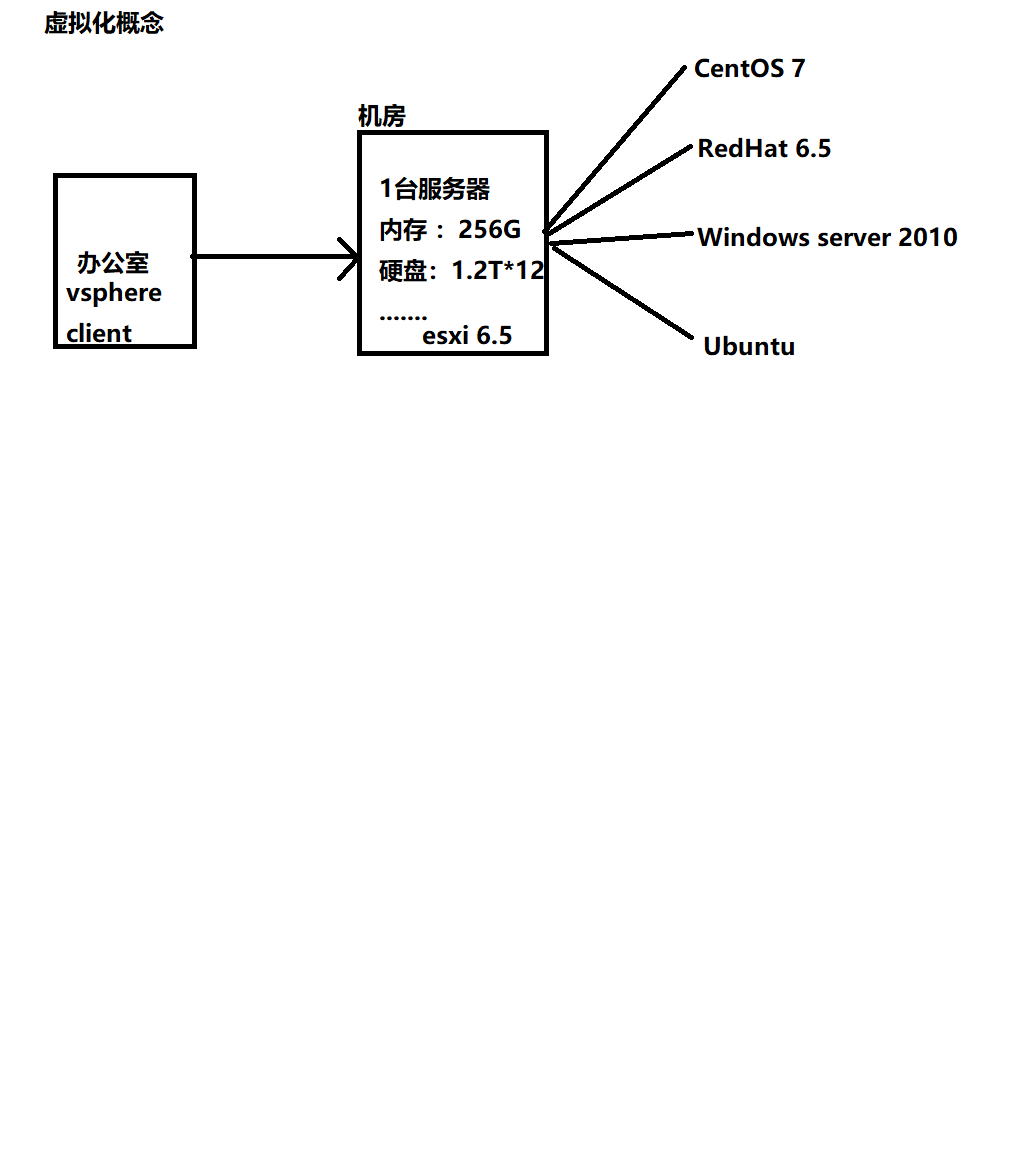 虚拟化概念
CentOS 7
机房
RedHat 6.5
1台服务器
内存： 256G
Windows server 2010
办公室
硬盘：1.2T*12
vsphere
.......
client
esxi 6.5
Ubuntu